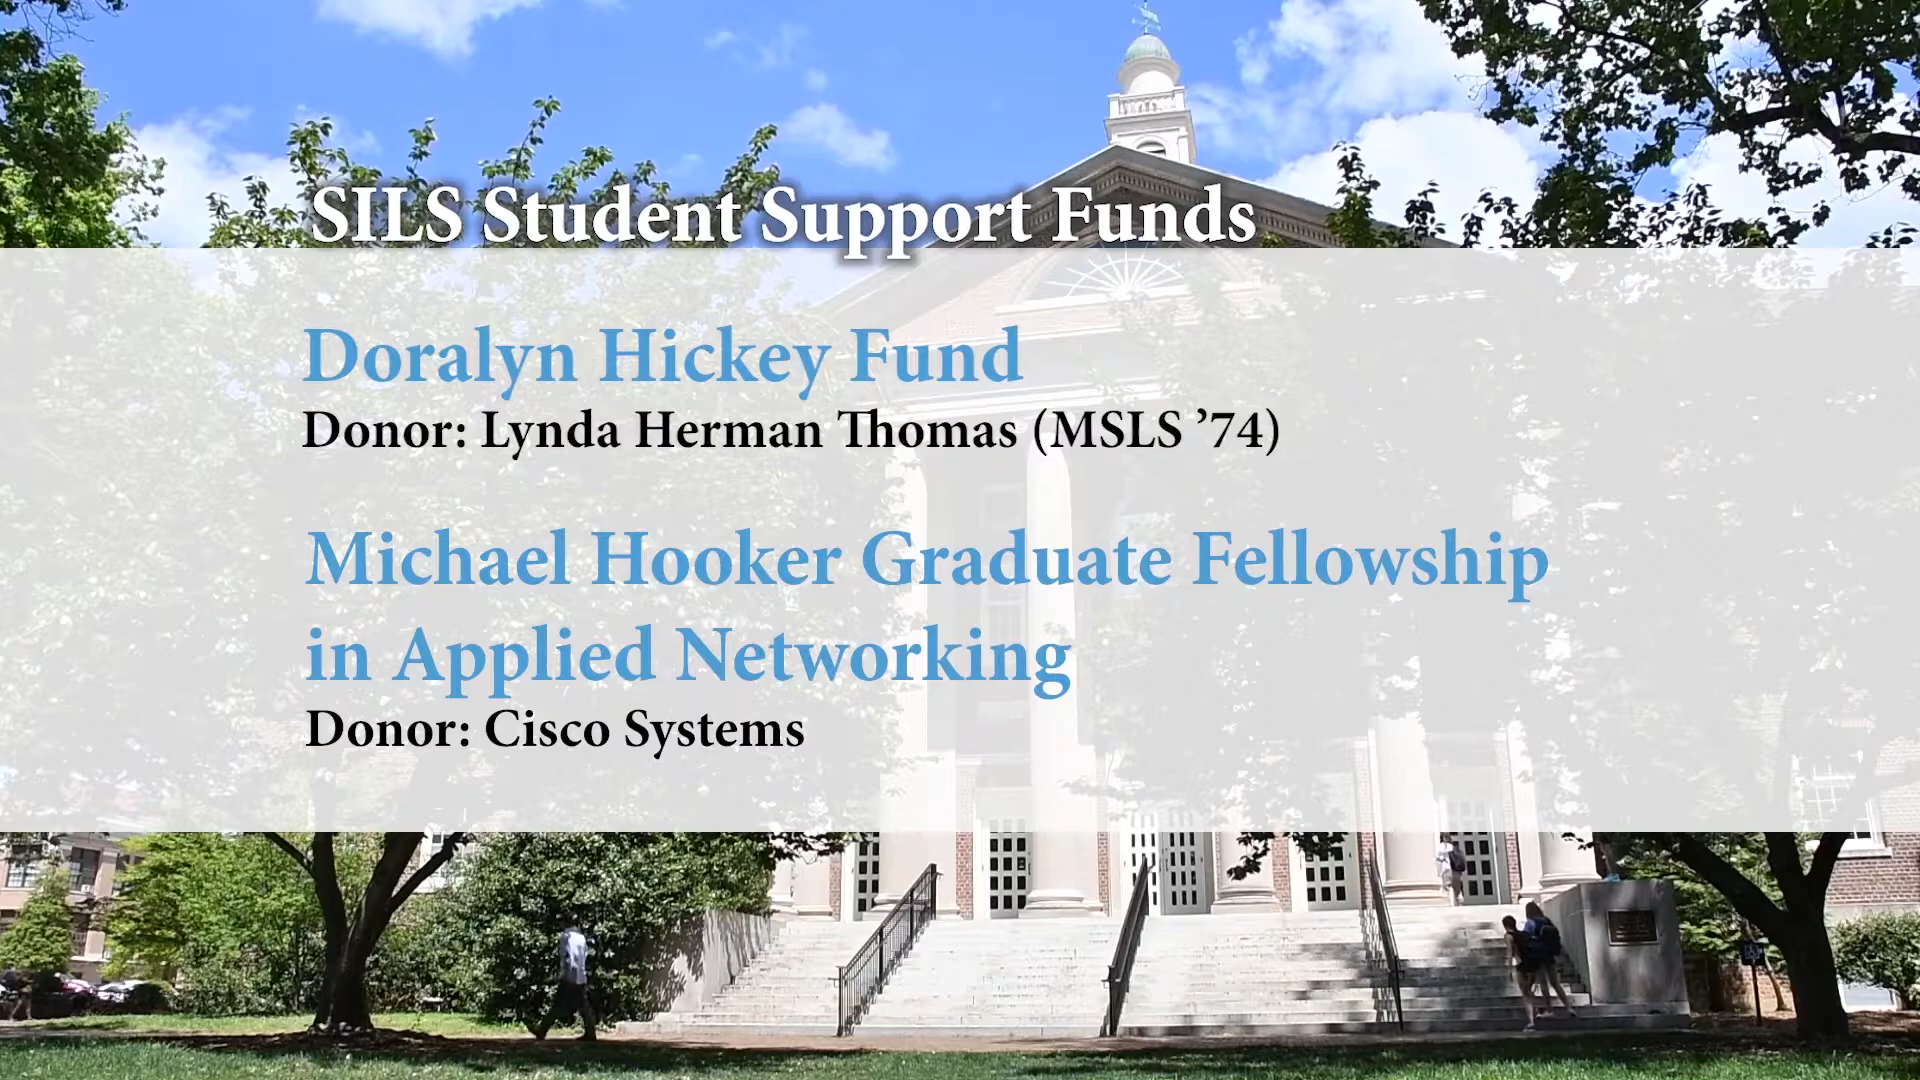 SILS Student Support Funds
Doralyn Hickey Fund
Donor: Lynda Herman Thomas (MSLS ’74)
Michael Hooker Graduate Fellowship
in Applied Networking
Donor: Cisco Systems